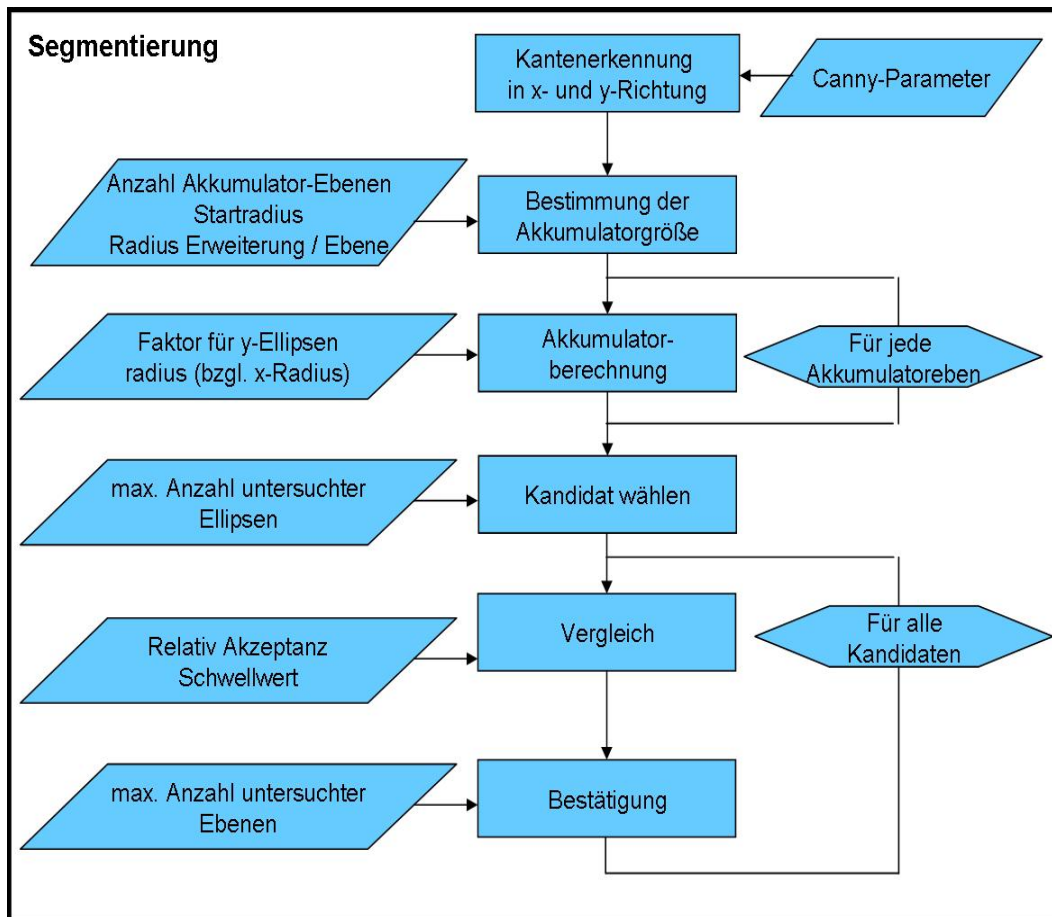 Segmentierung
Kantenerkennung
in x- und y-Richtung
Canny-Parameter
Anzahl Akkumulator-Ebenen
Startradius
Radius Erweiterung / Ebene
Bestimmung der
Akkumulatorgröße
Faktor für y-Ellipsen
radius (bzgl. x-Radius)
Akkumulator-
berechnung
Für jede
Akkumulatoreben
max. Anzahl untersuchter
Ellipsen
Kandidat wählen
Relativ Akzeptanz
Schwellwert
Vergleich
Für alle
Kandidaten
max. Anzahl untersuchter
Ebenen
Bestätigung